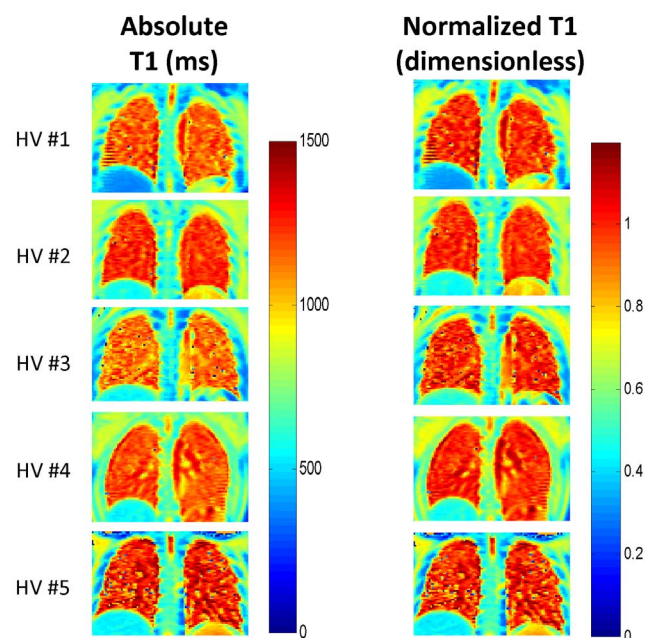 Absolute
T1 (ms)
Normalized T1
(dimensionless)
HV #1
HV #2
HV #3
HV #4
HV #5
1500
1000
500
0
1
0.8
0.6
0.4
0.2
0